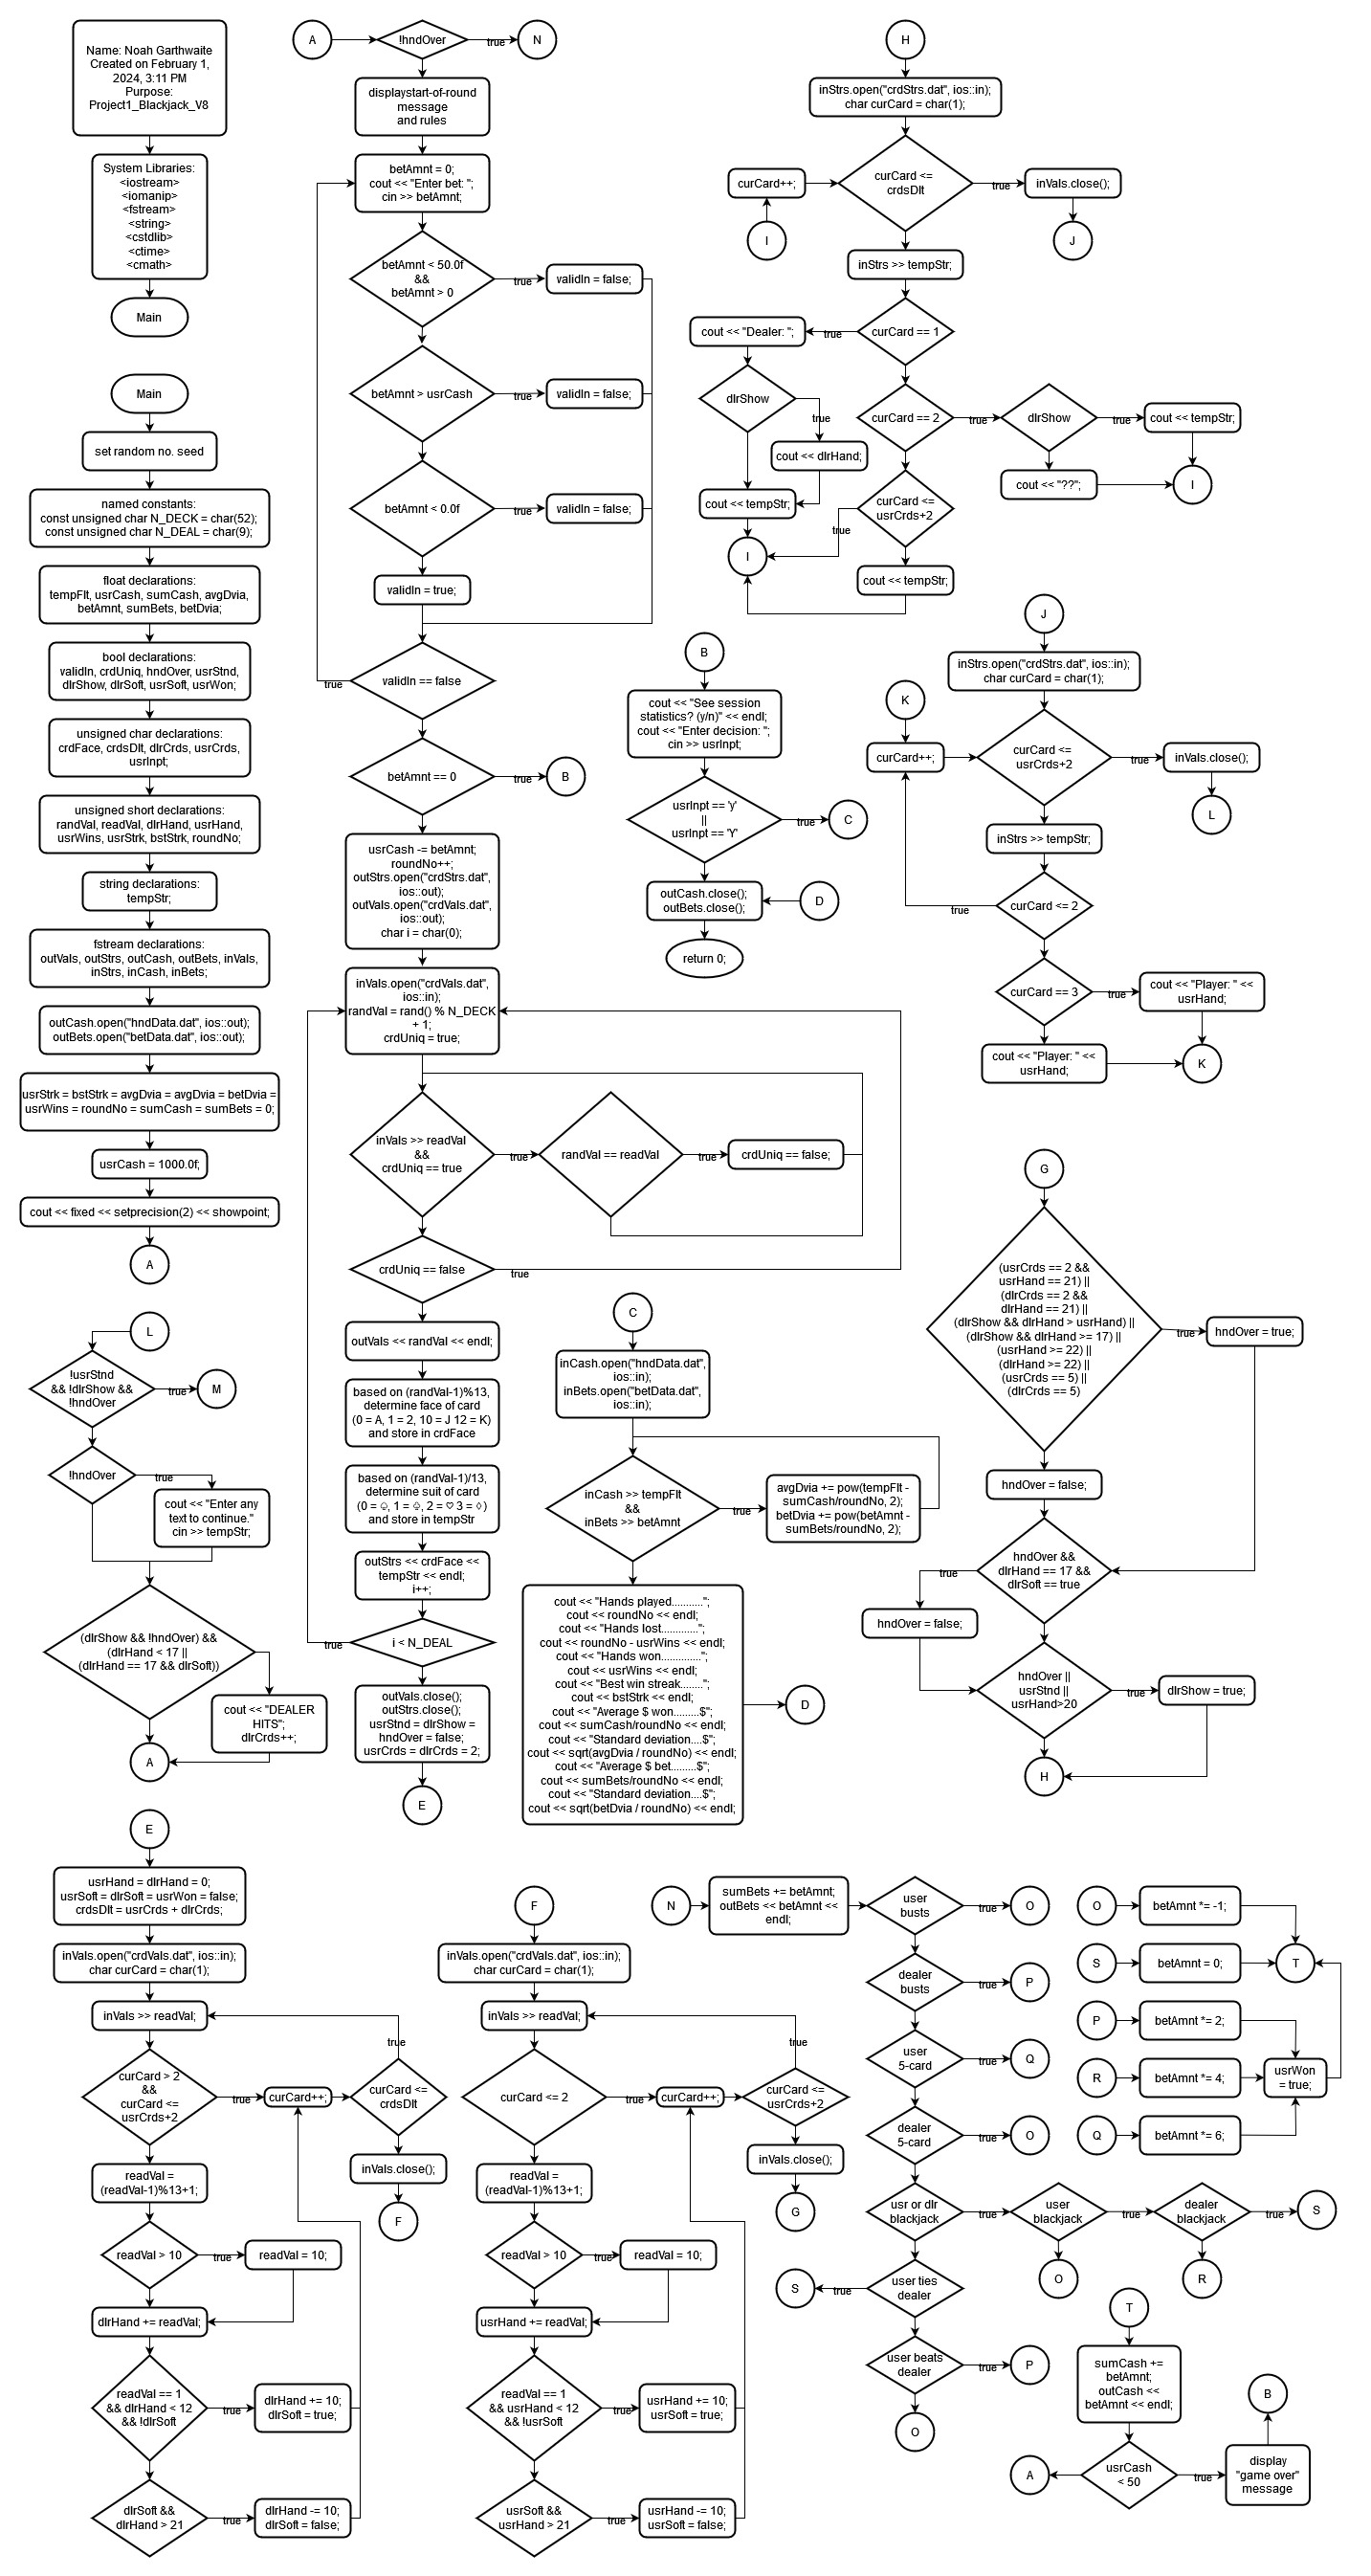 Name: Noah Garthwaite
Created on February 1,
2024, 3:11 PM
Purpose:
Project1_Blackjack_V8
System Libraries:
<iostream>
<iomanip>
<fstream>
<string>
<cstdlib>
<ctime>
<cmath>
Main
Main
set random no. seed
named constants:
const unsigned char N_DECK = char(52);
const unsigned char N_DEAL = char(9);
float declarations:
tempFlt, usrCash, sumCash, avgDvia,
betAmnt, sumBets, betDvia;
bool declarations:
validIn, crdUniq, hndOver, usrStnd,
dlrShow, dlrSoft, usrSoft, usrWon;
unsigned char declarations:
crdFace, crdsDlt, dlrCrds, usrCrds,
usrInpt;
unsigned short declarations:
randVal, readVal, dlrHand, usrHand,
usrWins, usrStrk, bstStrk, roundNo;
string declarations:
tempStr;
fstream declarations:
outVals, outStrs, outCash, outBets, inVals,
inStrs, inCash, inBets;
outCash.open("hndData.dat", ios::out);
outBets.open("betData.dat", ios::out);
usrStrk = bstStrk = avgDvia = avgDvia = betDvia =
usrWins = roundNo = sumCash = sumBets = 0;
usrCash = 1000.0f;
cout << fixed << setprecision(2) << showpoint;
A
L
!usrStnd
&& !dlrShow &&
!hndOver
true
M
!hndOver
true
cout << "Enter any
text to continue."
cin >> tempStr;
(dlrShow && !hndOver) &&
(dlrHand < 17 ||
(dlrHand == 17 && dlrSoft))
cout << "DEALER
HITS";
dlrCrds++;
A
A
!hndOver
true
N
displaystart-of-round
message
and rules
betAmnt = 0;
cout << "Enter bet: ";
cin >> betAmnt;
betAmnt < 50.0f
&&
betAmnt > 0
true
validIn = false;
betAmnt > usrCash
true
validIn = false;
betAmnt < 0.0f
true
validIn = false;
validIn = true;
validIn == false
true
betAmnt == 0
true
B
usrCash -= betAmnt;
roundNo++;
outStrs.open("crdStrs.dat",
ios::out);
outVals.open("crdVals.dat",
ios::out);
char i = char(0);
inVals.open("crdVals.dat",
ios::in);
randVal = rand() % N_DECK
+ 1;
crdUniq = true;
inVals >> readVal
&&
crdUniq == true
true
randVal == readVal
true
crdUniq == false;
crdUniq == false
true
outVals << randVal << endl;
based on (randVal-1)%13,
determine face of card
(0 = A, 1 = 2, 10 = J 12 = K)
and store in crdFace
based on (randVal-1)/13,
determine suit of card
(0 = ♤, 1 = ♧, 2 = ♡ 3 = ♢)
and store in tempStr
outStrs << crdFace <<
tempStr << endl;
i++;
i < N_DEAL
true
outVals.close();
outStrs.close();
usrStnd = dlrShow =
hndOver = false;
usrCrds = dlrCrds = 2;
E
H
inStrs.open("crdStrs.dat", ios::in);
char curCard = char(1);
curCard++;
I
curCard <=
crdsDlt
true
inVals.close();
J
inStrs >> tempStr;
curCard == 1
true
cout << "Dealer: ";
dlrShow
true
cout << dlrHand;
cout << tempStr;
I
curCard == 2
true
dlrShow
true
cout << tempStr;
cout << "??";
I
curCard <=
usrCrds+2
true
cout << tempStr;
B
cout << "See session
statistics? (y/n)" << endl;
cout << "Enter decision: ";
cin >> usrInpt;
usrInpt == 'y'
||
usrInpt == 'Y'
true
C
outCash.close();
outBets.close();
D
return 0;
J
inStrs.open("crdStrs.dat", ios::in);
char curCard = char(1);
K
curCard++;
curCard <=
usrCrds+2
true
inVals.close();
L
inStrs >> tempStr;
curCard <= 2
true
curCard == 3
true
cout << "Player: " <<
usrHand;
cout << "Player: " <<
usrHand;
K
C
inCash.open("hndData.dat",
ios::in);
inBets.open("betData.dat",
ios::in);
inCash >> tempFlt
&&
inBets >> betAmnt
true
avgDvia += pow(tempFlt -
sumCash/roundNo, 2);
betDvia += pow(betAmnt -
sumBets/roundNo, 2);
cout << "Hands played..........";
cout << roundNo << endl;
cout << "Hands lost............";
cout << roundNo - usrWins << endl;
cout << "Hands won.............";
cout << usrWins << endl;
cout << "Best win streak.......";
cout << bstStrk << endl;
cout << "Average $ won.........$";
cout << sumCash/roundNo << endl;
cout << "Standard deviation....$";
cout << sqrt(avgDvia / roundNo) << endl;
cout << "Average $ bet.........$";
cout << sumBets/roundNo << endl;
cout << "Standard deviation....$";
cout << sqrt(betDvia / roundNo) << endl;
D
G
(usrCrds == 2 &&
usrHand == 21) ||
(dlrCrds == 2 &&
dlrHand == 21) ||
(dlrShow && dlrHand > usrHand) ||
(dlrShow && dlrHand >= 17) ||
(usrHand >= 22) ||
(dlrHand >= 22) ||
(usrCrds == 5) ||
(dlrCrds == 5)
true
hndOver = true;
hndOver = false;
hndOver &&
dlrHand == 17 &&
dlrSoft == true
true
hndOver = false;
hndOver ||
usrStnd ||
usrHand>20
true
dlrShow = true;
H
E
usrHand = dlrHand = 0;
usrSoft = dlrSoft = usrWon = false;
crdsDlt = usrCrds + dlrCrds;
inVals.open("crdVals.dat", ios::in);
char curCard = char(1);
inVals >> readVal;
true
curCard > 2
&&
curCard <=
usrCrds+2
true
curCard++;
curCard <=
crdsDlt
inVals.close();
F
readVal =
(readVal-1)%13+1;
readVal > 10
true
readVal = 10;
dlrHand += readVal;
readVal == 1
&& dlrHand < 12
&& !dlrSoft
true
dlrHand += 10;
dlrSoft = true;
dlrSoft &&
dlrHand > 21
true
dlrHand -= 10;
dlrSoft = false;
F
inVals.open("crdVals.dat", ios::in);
char curCard = char(1);
inVals >> readVal;
true
curCard <= 2
true
curCard++;
curCard <=
usrCrds+2
inVals.close();
G
readVal =
(readVal-1)%13+1;
readVal > 10
true
readVal = 10;
usrHand += readVal;
readVal == 1
&& usrHand < 12
&& !usrSoft
true
usrHand += 10;
usrSoft = true;
usrSoft &&
usrHand > 21
true
usrHand -= 10;
usrSoft = false;
N
sumBets += betAmnt;
outBets << betAmnt <<
endl;
user
busts
true
O
dealer
busts
true
P
user
5-card
true
Q
dealer
5-card
true
O
usr or dlr
blackjack
true
user
blackjack
true
dealer
blackjack
true
S
O
R
user ties
dealer
true
S
user beats
dealer
true
P
O
O
betAmnt *= -1;
S
betAmnt = 0;
T
P
betAmnt *= 2;
R
betAmnt *= 4;
usrWon
= true;
Q
betAmnt *= 6;
T
sumCash +=
betAmnt;
outCash <<
betAmnt << endl;
usrCash
< 50
A
true
display
"game over"
message
B